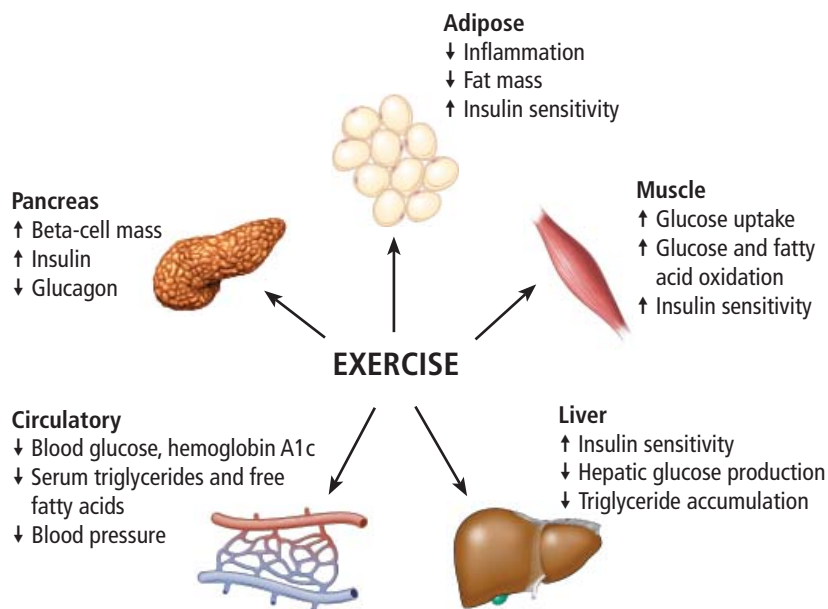 Adipose
↓ Inflammation
↓ Fat mass
↑ Insulin sensitivity
Pancreas
↑ Beta-cell mass
↑ Insulin
↓ Glucagon
Muscle
↑ Glucose uptake
↑ Glucose and fatty
acid oxidation
↑ Insulin sensitivity
EXERCISE
Circulatory
↓ Blood glucose, hemoglobin A1c
↓ Serum triglycerides and free
fatty acids
↓ Blood pressure
Liver
↑ Insulin sensitivity
↓ Hepatic glucose production
↓ Triglyceride accumulation